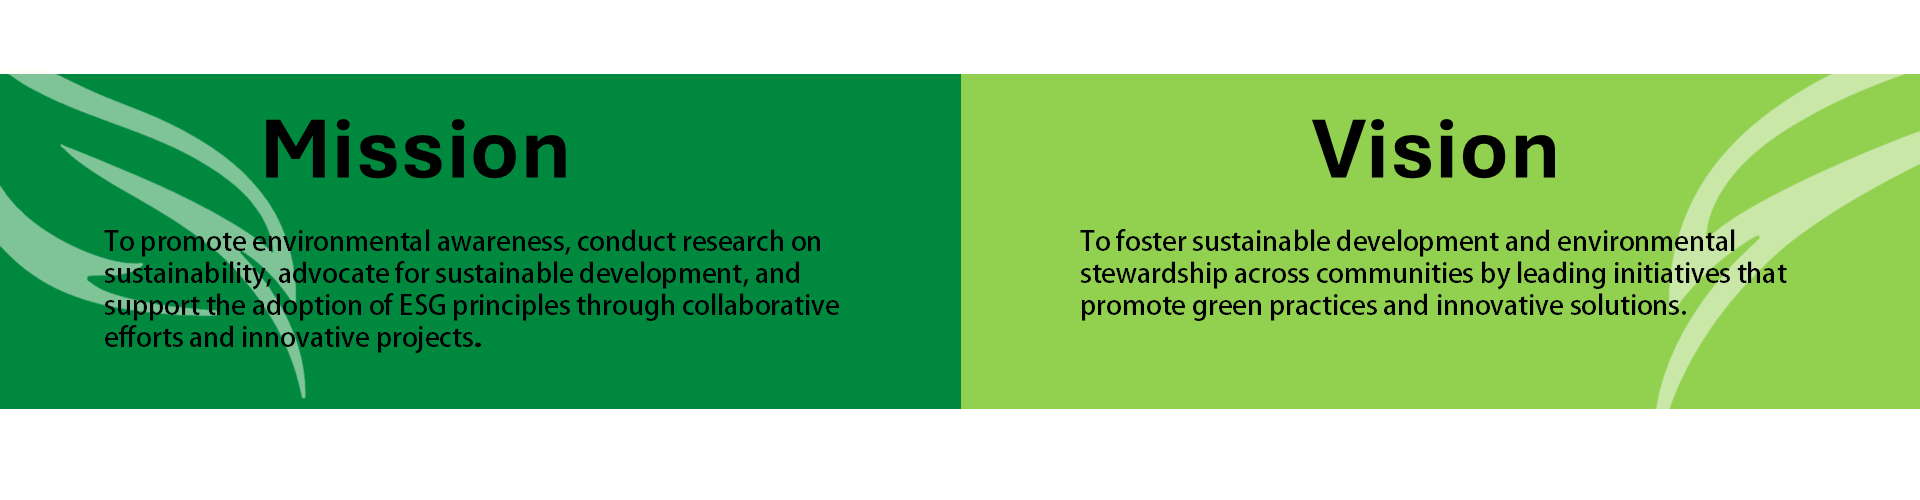 Mission
To promote environmental awareness, conduct research on
sustainability, advocate for sustainable development, and
support the adoption of ESG principles through collaborative
efforts and innovative projects.
Vision
To foster sustainable development and environmental
stewardship across communities by leading initiatives that
promote green practices and innovative solutions.